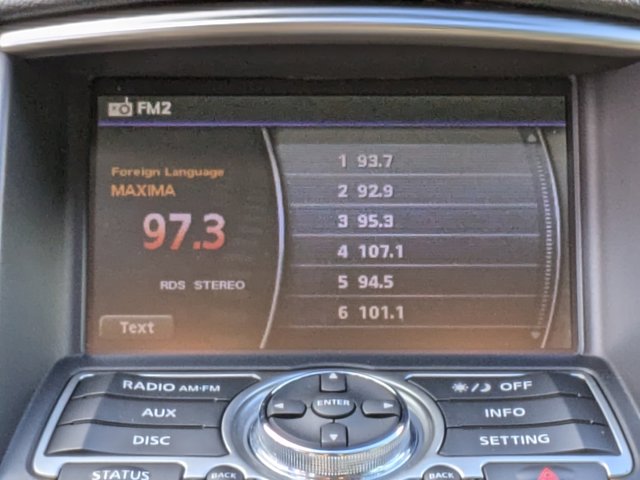 FM2
Foreign Language
MAXIMA
97.3
RDS STEREO
Text
1 93.7
2 92.9
3 95.3
4 107.1
5 94.5
6 101.1
RADIO AM·FM
AUX
DISC
STATUS
BACK
ENTER
OFF
INFO
SETTING
BACK